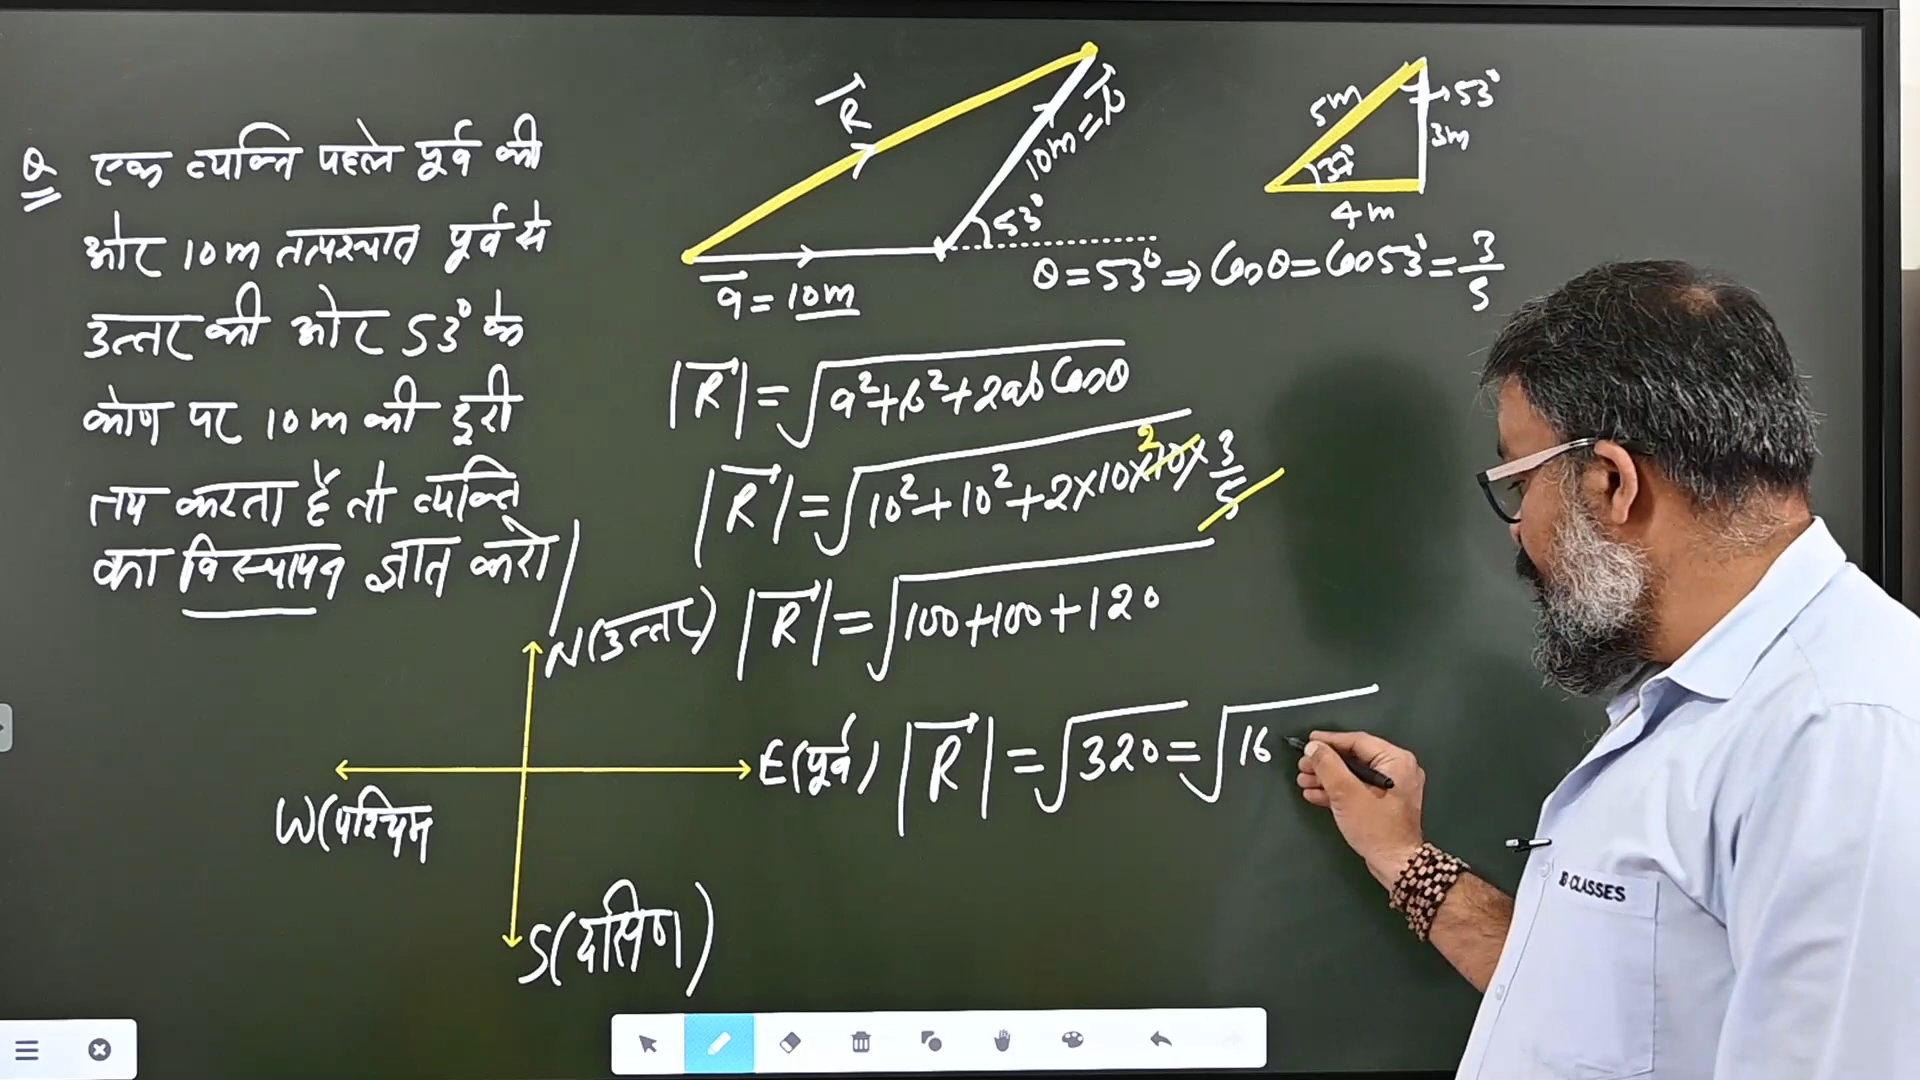 Q एक व्यक्ति पहले पूर्व की
ओर 10m तत्पश्चात पूर्व से
उत्तर की ओर 53° के
कोण पर 10m की दूरी
तय करता है तो व्यक्ति
का विस्थापन ज्ञात करो।
R
a = 10m
10m = b
53°
5m
53°
3m
37°
4m
θ = 53° ⇒ Cosθ = Cos53° = 3/5
|R| = √a²+b²+2abCosθ
|R| = √10²+10²+2×10×10×3/5
2
|R| = √100+100+120
|R| = √320 = √16
N(उत्तर)
E(पूर्व)
W(पश्चिम
S(दक्षिण)
B CLASSES